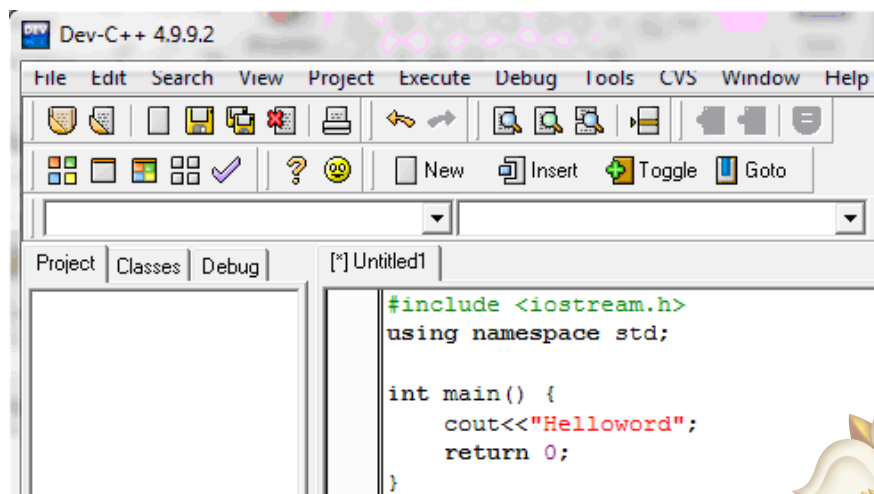 Dev-C++ 4.9.9.2
File Edit Search View Project Execute Debug Tools CVS Window Help
New Insert Toggle Goto
Project Classes Debug [*] Untitled1
#include <iostream.h>
using namespace std;
int main() {
cout<<"Helloword";
return 0;
}